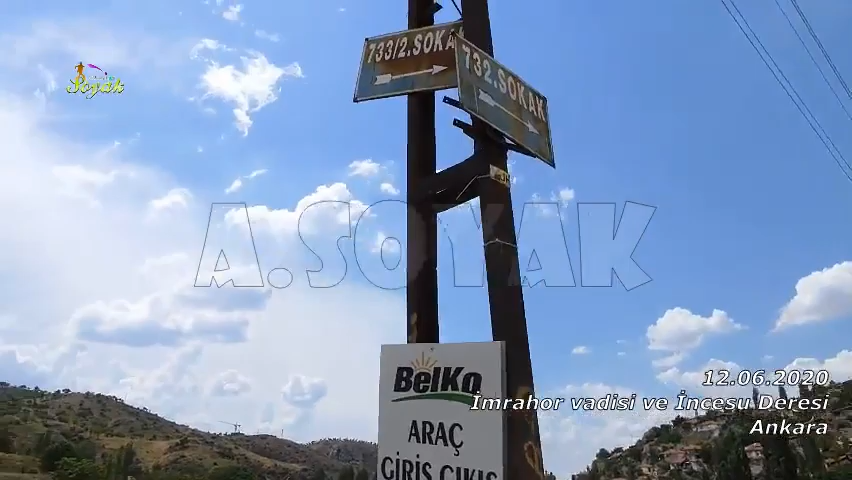 733/2.SOKAK
732.SOKAK
Soyak
A.SOYAK
BelKo
ARAÇ
GİRİŞ ÇIKIŞ
12.06.2020
İmrahor vadisi ve İncesu Deresi
Ankara